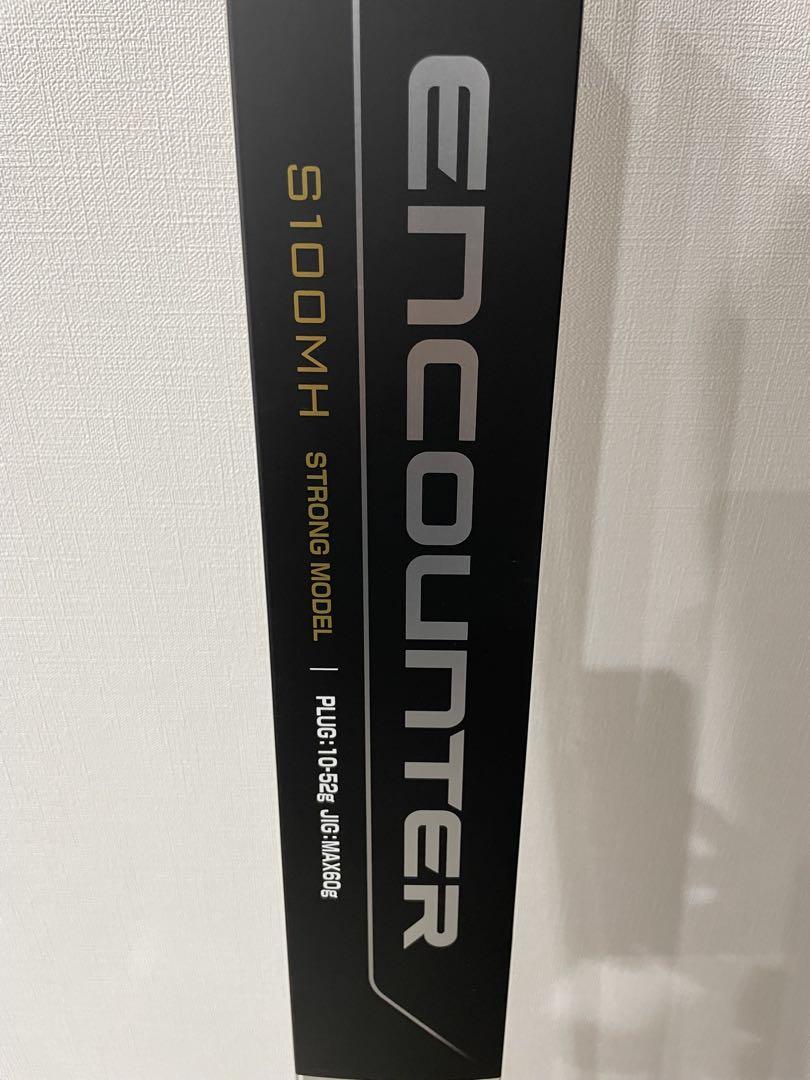 ENCOUNTER
S100MH STRONG MODEL | PLUG:10-52g JIG:MAX60g